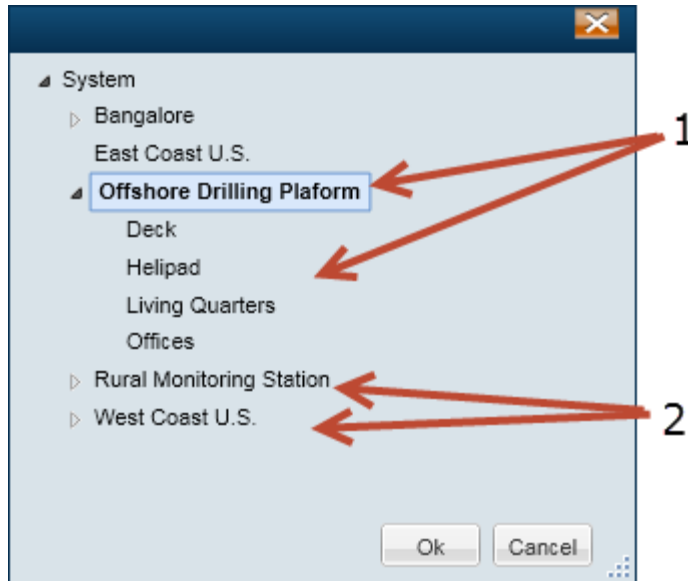 System
Bangalore
East Coast U.S.
1
Offshore Drilling Plaform
Deck
Helipad
Living Quarters
Offices
Rural Monitoring Station
West Coast U.S.
2
Ok Cancel